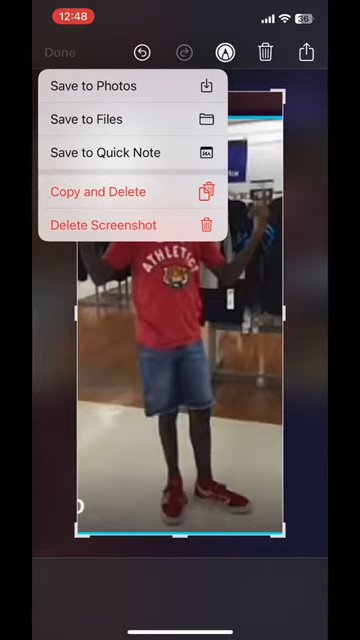 12:48
36
Done
Save to Photos
Save to Files
Save to Quick Note
Copy and Delete
Delete Screenshot
ATHLETICS